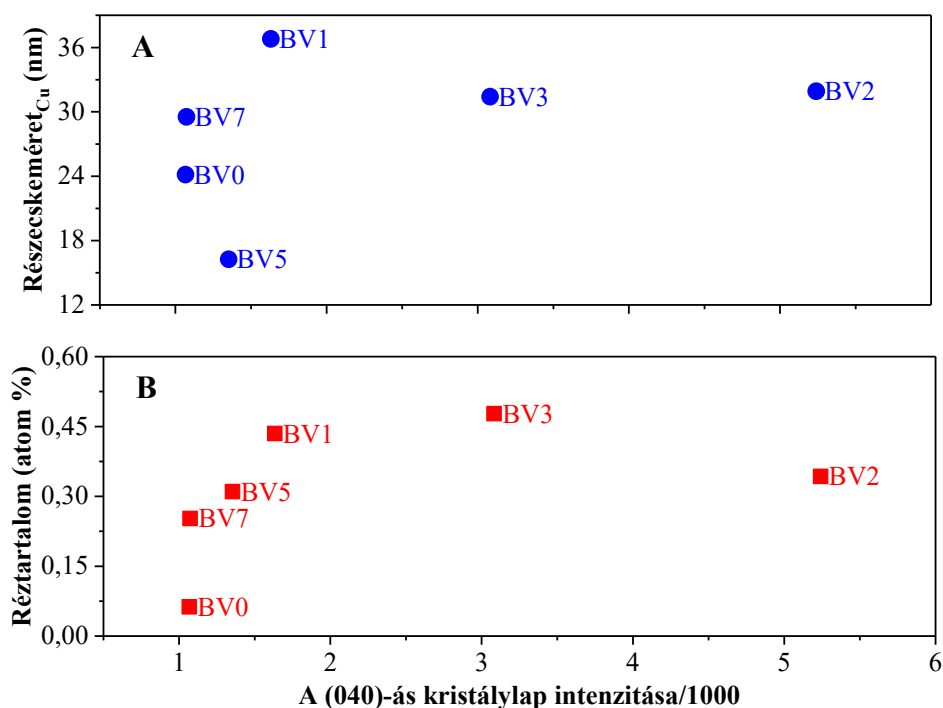 Részecskeméret_Cu (nm)
36
30
24
18
12
A
BV1
BV3
BV2
BV7
BV0
BV5
Réztartalom (atom %)
0,60
0,45
0,30
0,15
0,00
B
BV3
BV1
BV2
BV5
BV7
BV0
1 2 3 4 5 6
A (040)-ás kristálylap intenzitása/1000